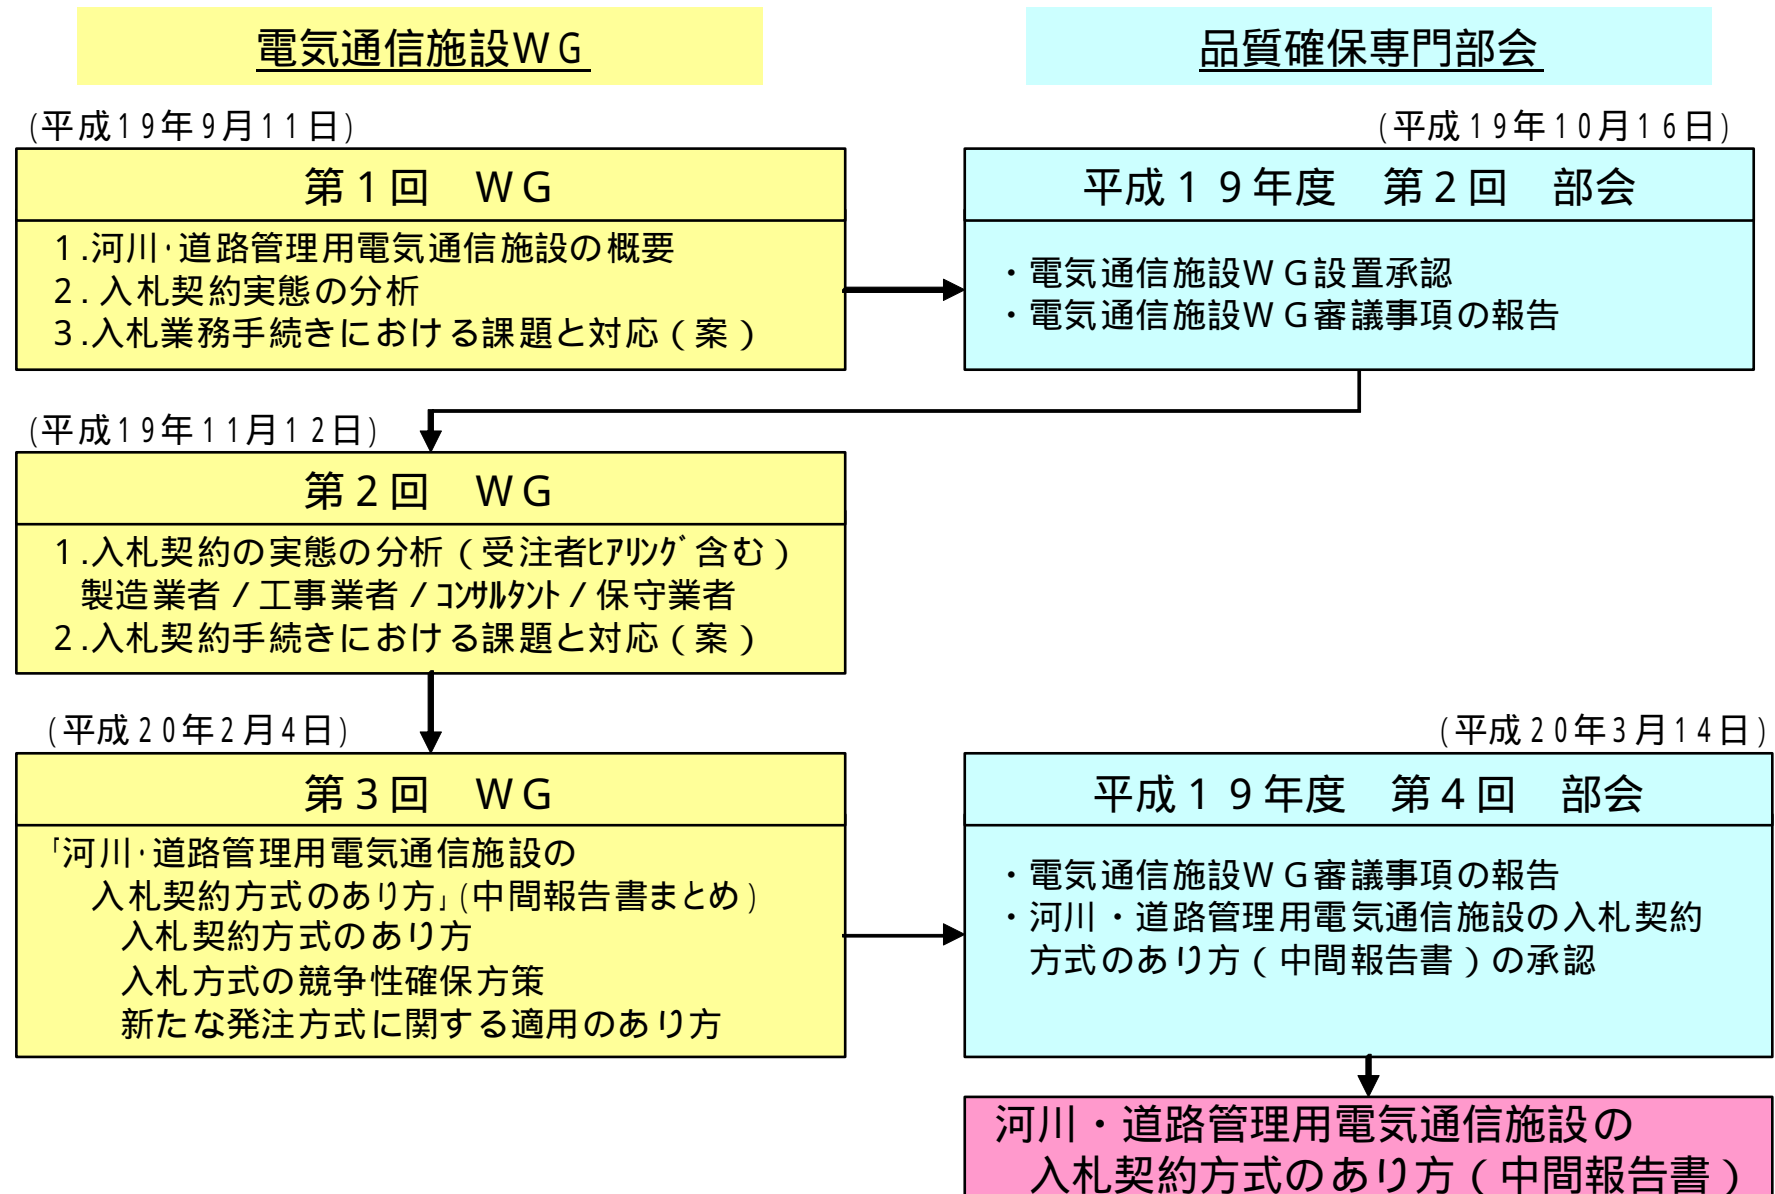 電気通信施設WG
品質確保専門部会
(平成19年9月11日)
(平成19年10月16日)
第1回　WG
1.河川･道路管理用電気通信施設の概要
2.入札契約実態の分析
3.入札業務手続きにおける課題と対応(案)
平成19年度　第2回　部会
・電気通信施設WG設置承認
・電気通信施設WG審議事項の報告
(平成19年11月12日)
第2回　WG
1.入札契約の実態の分析(受注者ﾋｱﾘﾝｸﾞ含む)
製造業者/工事業者/ｺﾝｻﾙﾀﾝﾄ/保守業者
2.入札契約手続きにおける課題と対応(案)
(平成20年2月4日)
(平成20年3月14日)
第3回　WG
｢河川･道路管理用電気通信施設の
入札契約方式のあり方｣(中間報告書まとめ)
入札契約方式のあり方
入札方式の競争性確保方策
新たな発注方式に関する適用のあり方
平成19年度　第4回　部会
・電気通信施設WG審議事項の報告
・河川・道路管理用電気通信施設の入札契約
方式のあり方(中間報告書)の承認
河川・道路管理用電気通信施設の
入札契約方式のあり方(中間報告書)